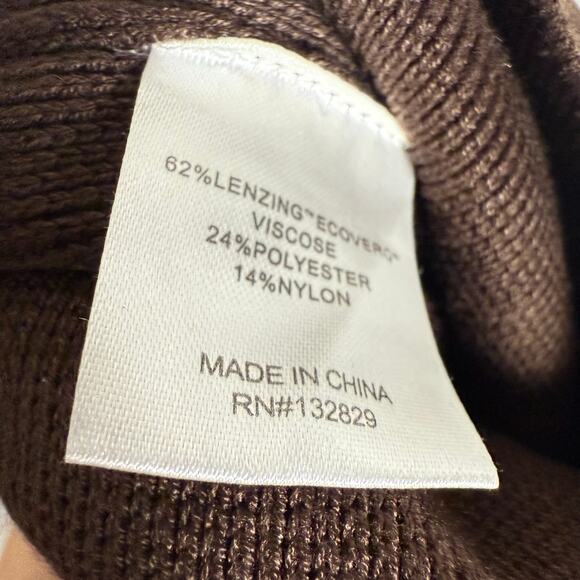 62%LENZING™ECOVERO™
VISCOSE
24%POLYESTER
14%NYLON
MADE IN CHINA
RN#132829